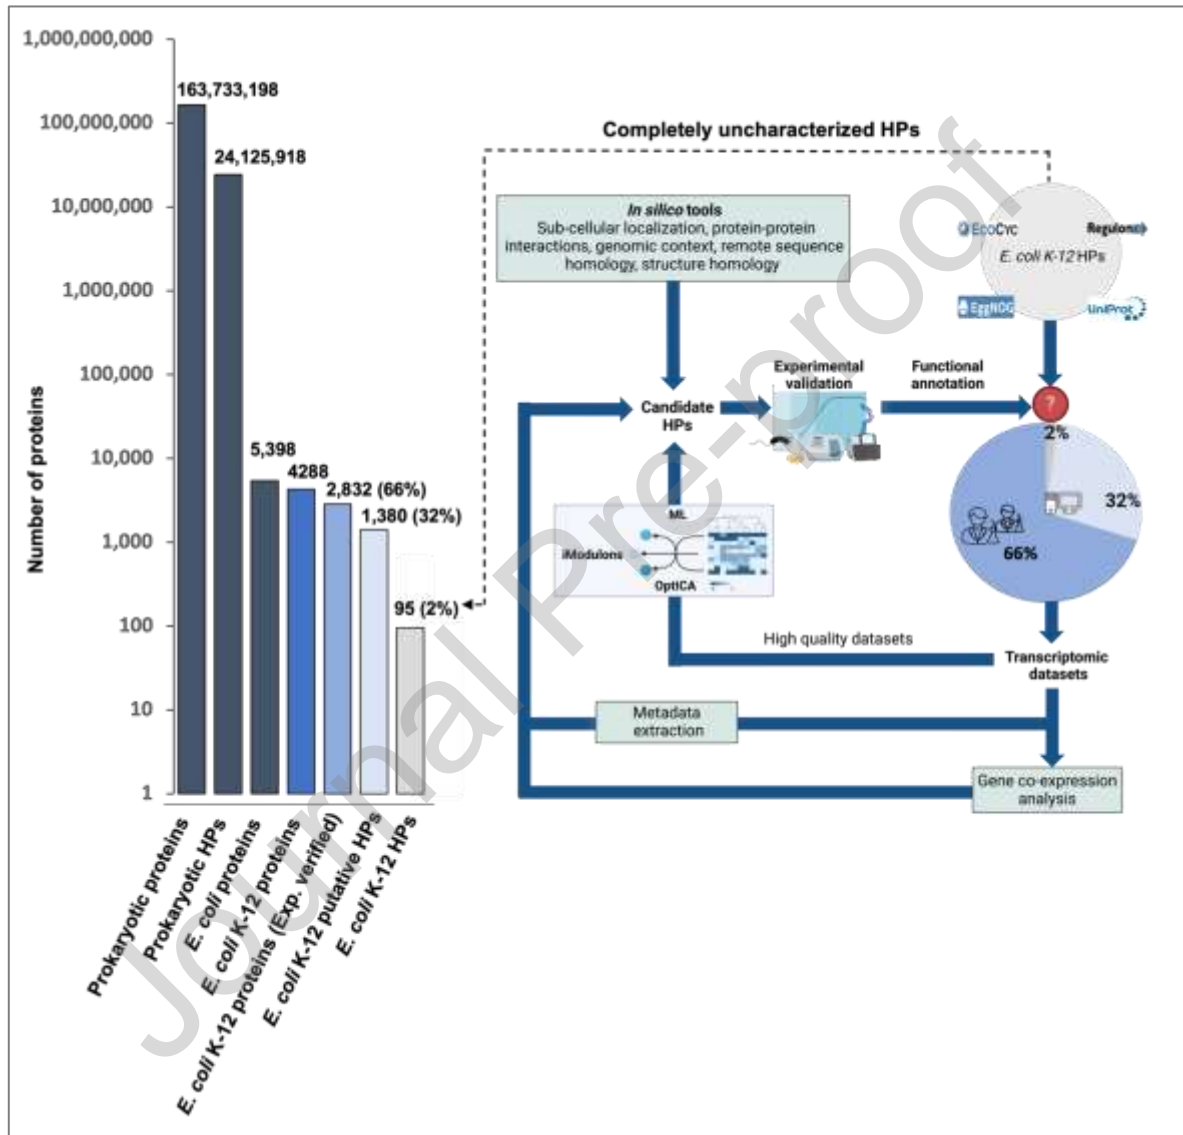 1,000,000,000
100,000,000
10,000,000
1,000,000
100,000
10,000
1,000
100
10
1
Number of proteins
163,733,198
24,125,918
5,398
4288
2,832 (66%)
1,380 (32%)
95 (2%)
Prokaryotic proteins
Prokaryotic HPs
E. coli proteins
E. coli K-12 proteins
E. coli K-12 proteins (Exp. verified)
E. coli K-12 putative HPs
E. coli K-12 HPs
Completely uncharacterized HPs
In silico tools
Sub-cellular localization, protein-protein
interactions, genomic context, remote sequence
homology, structure homology
EcoCyc
Regulon
E. coli K-12 HPs
EggNOG
UniProt
Experimental
validation
Functional
annotation
Candidate
HPs
?
2%
32%
66%
ML
iModulons
OptICA
High quality datasets
Transcriptomic
datasets
Metadata
extraction
Gene co-expression
analysis
Journal Pre-proof